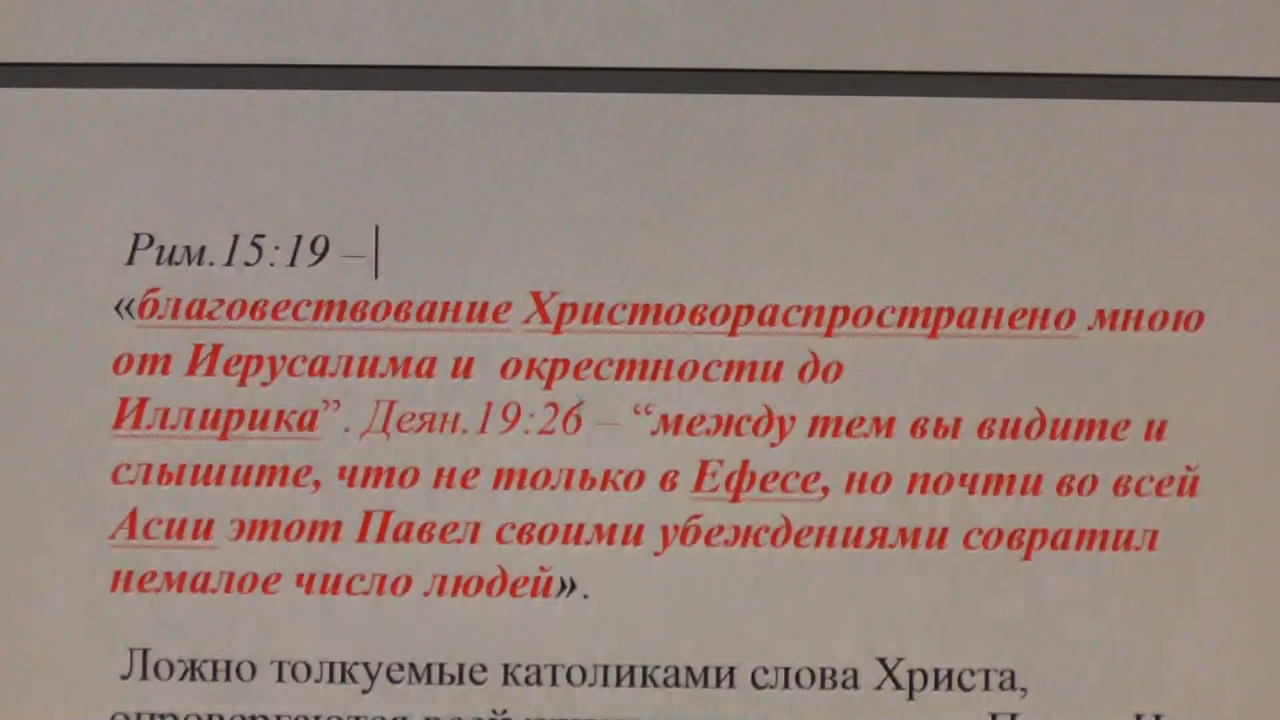 Рим.15:19 –
«благовествование Христовораспространено мною
от Иерусалима и окрестности до
Иллирика”. Деян.19:26 – “между тем вы видите и
слышите, что не только в Ефесе, но почти во всей
Асии этот Павел своими убеждениями совратил
немалое число людей».
Ложно толкуемые католиками слова Христа,